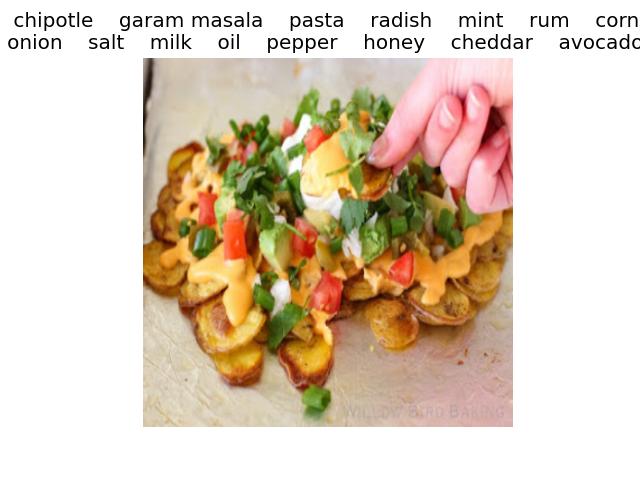 chipotle garam masala pasta radish mint rum corn
onion salt milk oil pepper honey cheddar avocado
WILLOW BIRD BAKING